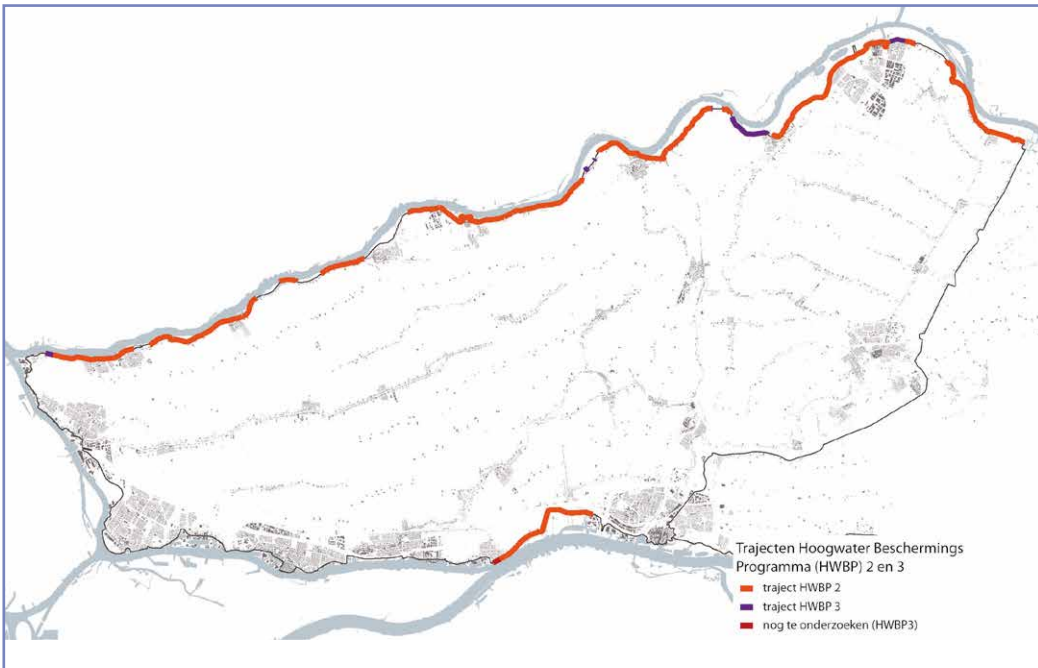 Trajecten Hoogwater Beschermings
Programma (HWBP) 2 en 3
traject HWBP 2
traject HWBP 3
nog te onderzoeken (HWBP3)